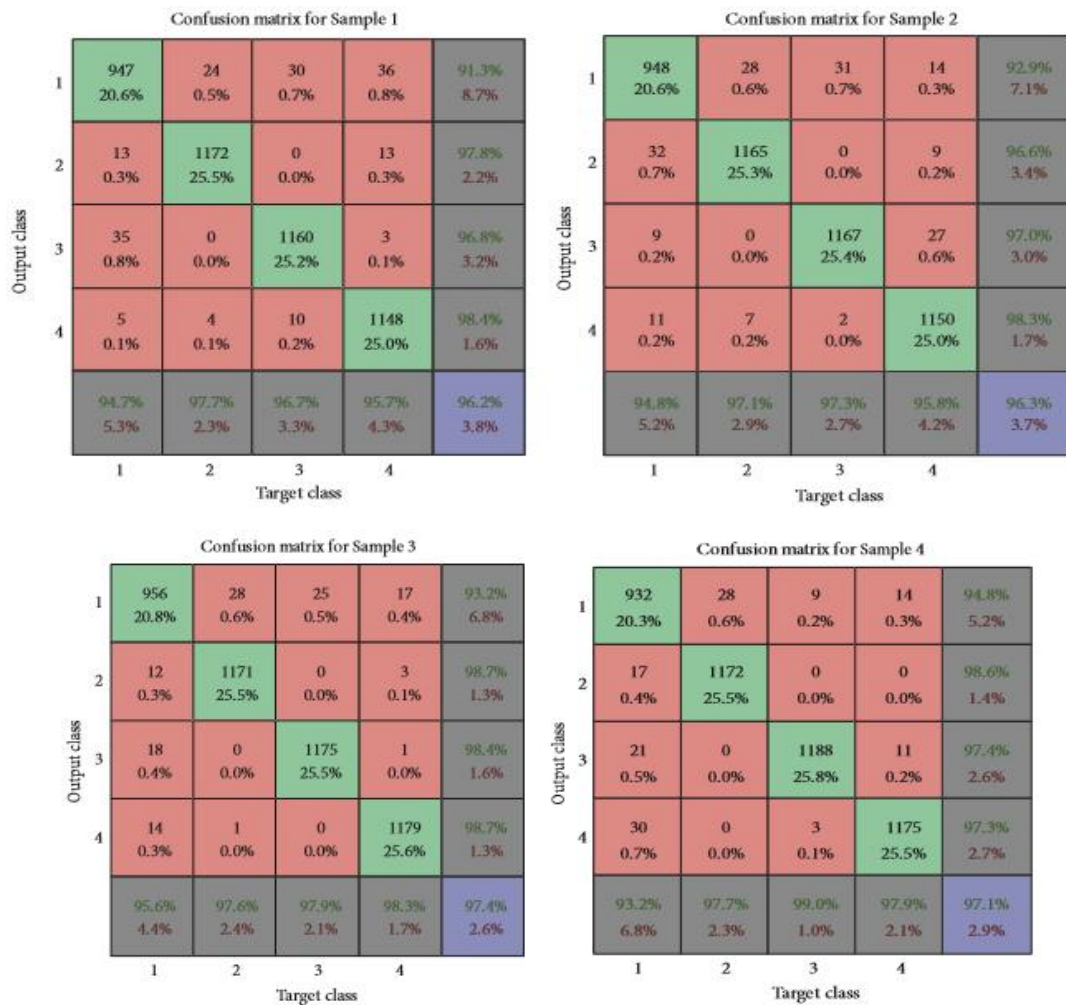 Confusion matrix for Sample 1
1 947 24 30 36 91.3%
20.6% 0.5% 0.7% 0.8% 8.7%
2 13 1172 0 13 97.8%
0.3% 25.5% 0.0% 0.3% 2.2%
3 35 0 1160 3 96.8%
0.8% 0.0% 25.2% 0.1% 3.2%
4 5 4 10 1148 98.4%
0.1% 0.1% 0.2% 25.0% 1.6%
94.7% 97.7% 96.7% 95.7% 96.2%
5.3% 2.3% 3.3% 4.3% 3.8%
1 2 3 4
Target class
Output class
Confusion matrix for Sample 2
1 948 28 31 14 92.9%
20.6% 0.6% 0.7% 0.3% 7.1%
2 32 1165 0 9 96.6%
0.7% 25.3% 0.0% 0.2% 3.4%
3 9 0 1167 27 97.0%
0.2% 0.0% 25.4% 0.6% 3.0%
4 11 7 2 1150 98.3%
0.2% 0.2% 0.0% 25.0% 1.7%
94.8% 97.1% 97.3% 95.8% 96.3%
5.2% 2.9% 2.7% 4.2% 3.7%
1 2 3 4
Target class
Output class
Confusion matrix for Sample 3
1 956 28 25 17 93.2%
20.8% 0.6% 0.5% 0.4% 6.8%
2 12 1171 0 3 98.7%
0.3% 25.5% 0.0% 0.1% 1.3%
3 18 0 1175 1 98.4%
0.4% 0.0% 25.5% 0.0% 1.6%
4 14 1 0 1179 98.7%
0.3% 0.0% 0.0% 25.6% 1.3%
95.6% 97.6% 97.9% 98.3% 97.4%
4.4% 2.4% 2.1% 1.7% 2.6%
1 2 3 4
Target class
Output class
Confusion matrix for Sample 4
1 932 28 9 14 94.8%
20.3% 0.6% 0.2% 0.3% 5.2%
2 17 1172 0 0 98.6%
0.4% 25.5% 0.0% 0.0% 1.4%
3 21 0 1188 11 97.4%
0.5% 0.0% 25.8% 0.2% 2.6%
4 30 0 3 1175 97.3%
0.7% 0.0% 0.1% 25.5% 2.7%
93.2% 97.7% 99.0% 97.9% 97.1%
6.8% 2.3% 1.0% 2.1% 2.9%
1 2 3 4
Target class
Output class